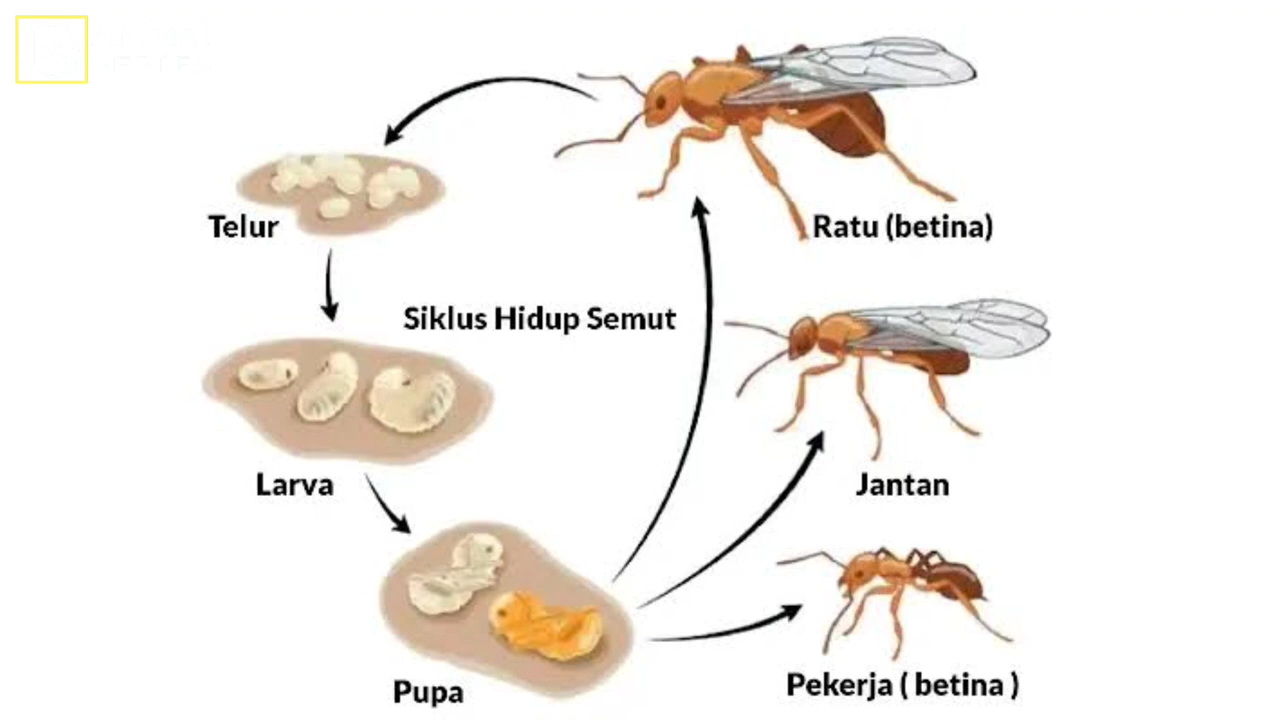 Telur
Ratu (betina)
Siklus Hidup Semut
Larva
Jantan
Pupa
Pekerja ( betina )